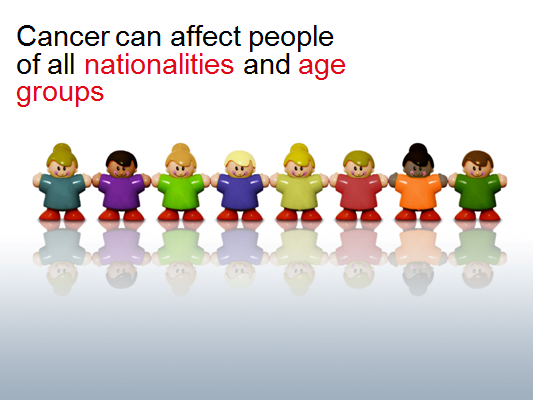 Cancer can affect people
of all nationalities and age
groups